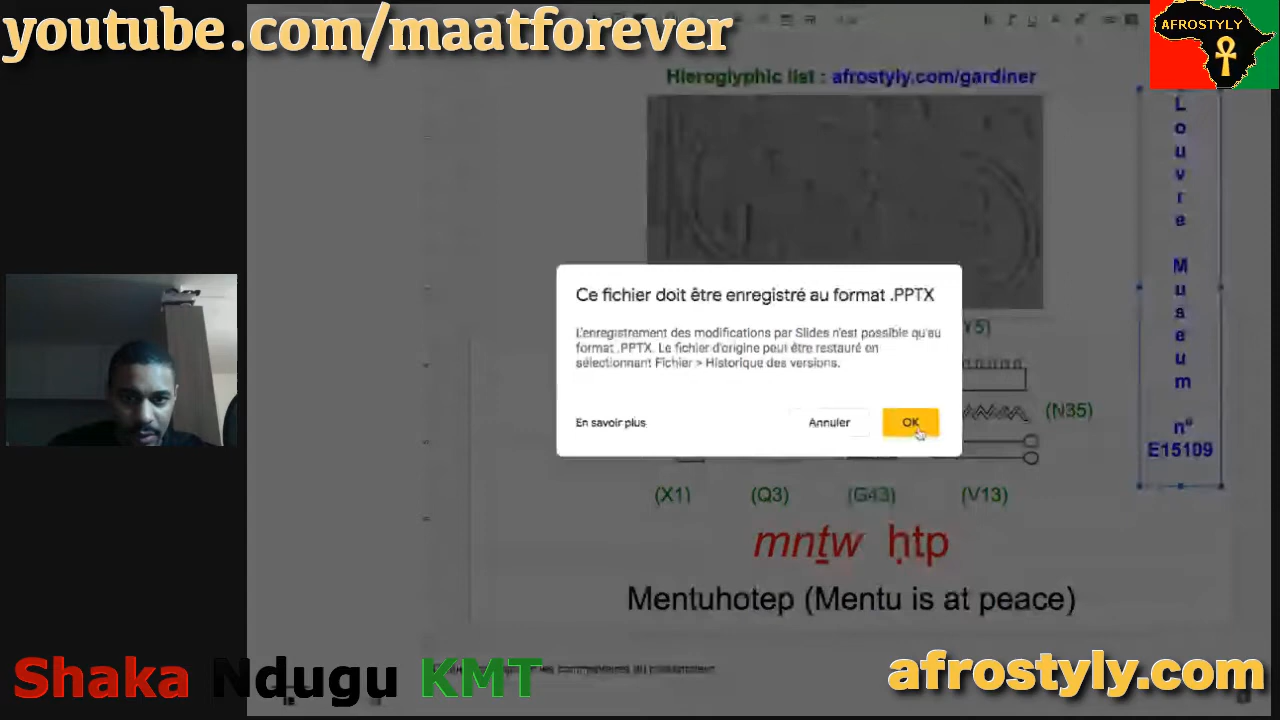 youtube.com/maatforever
AFROSTYLY
Hieroglyphic list : afrostyly.com/gardiner
Louvre Museum n° E15109
Ce fichier doit être enregistré au format .PPTX
L'enregistrement des modifications par Slides n'est possible qu'au
format .PPTX. Le fichier d'origine peut être restauré en
sélectionnant Fichier > Historique des versions.
En savoir plus
Annuler
OK
(N35)
(X1)
(Q3)
(G43)
(V13)
mnṯw ḥtp
Mentuhotep (Mentu is at peace)
Shaka Ndugu KMT
afrostyly.com